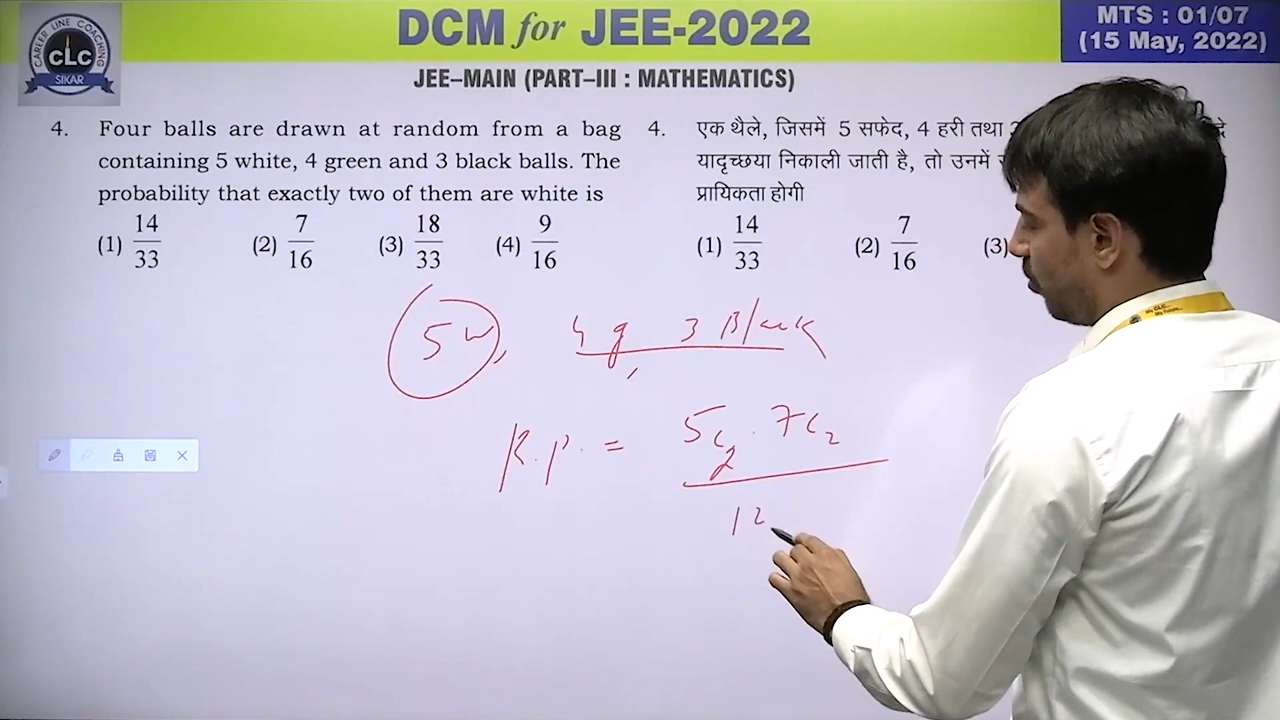 CAREER LINE COACHING
CLC
SIKAR
DCM for JEE-2022
MTS : 01/07
(15 May, 2022)
JEE–MAIN (PART–III : MATHEMATICS)
4. Four balls are drawn at random from a bag
containing 5 white, 4 green and 3 black balls. The
probability that exactly two of them are white is
(1) 14/33 (2) 7/16 (3) 18/33 (4) 9/16
4. एक थैले, जिसमें 5 सफेद, 4 हरी तथा
यादृच्छया निकाली जाती है, तो उनमें
प्रायिकता होगी
(1) 14/33 (2) 7/16 (3)
5w, 4g, 3 Black
R.P. = 5c2 . 7c2
12
My CLC...
My Future...